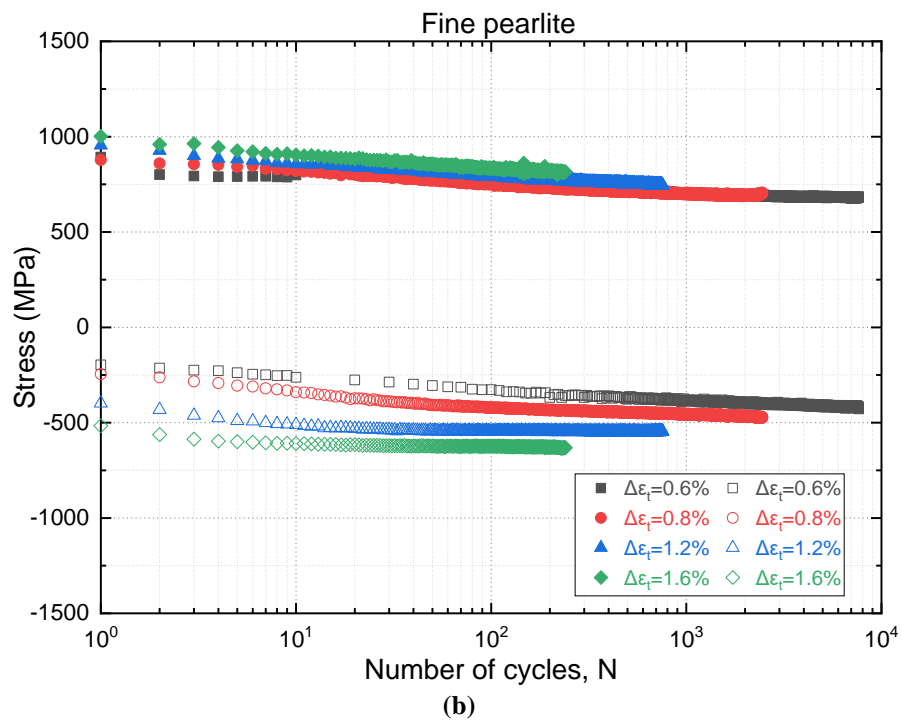 Fine pearlite
1500
1000
500
0
-500
-1000
-1500
Stress (MPa)
Δε_t=0.6% Δε_t=0.6%
Δε_t=0.8% Δε_t=0.8%
Δε_t=1.2% Δε_t=1.2%
Δε_t=1.6% Δε_t=1.6%
10^0 10^1 10^2 10^3 10^4
Number of cycles, N
(b)